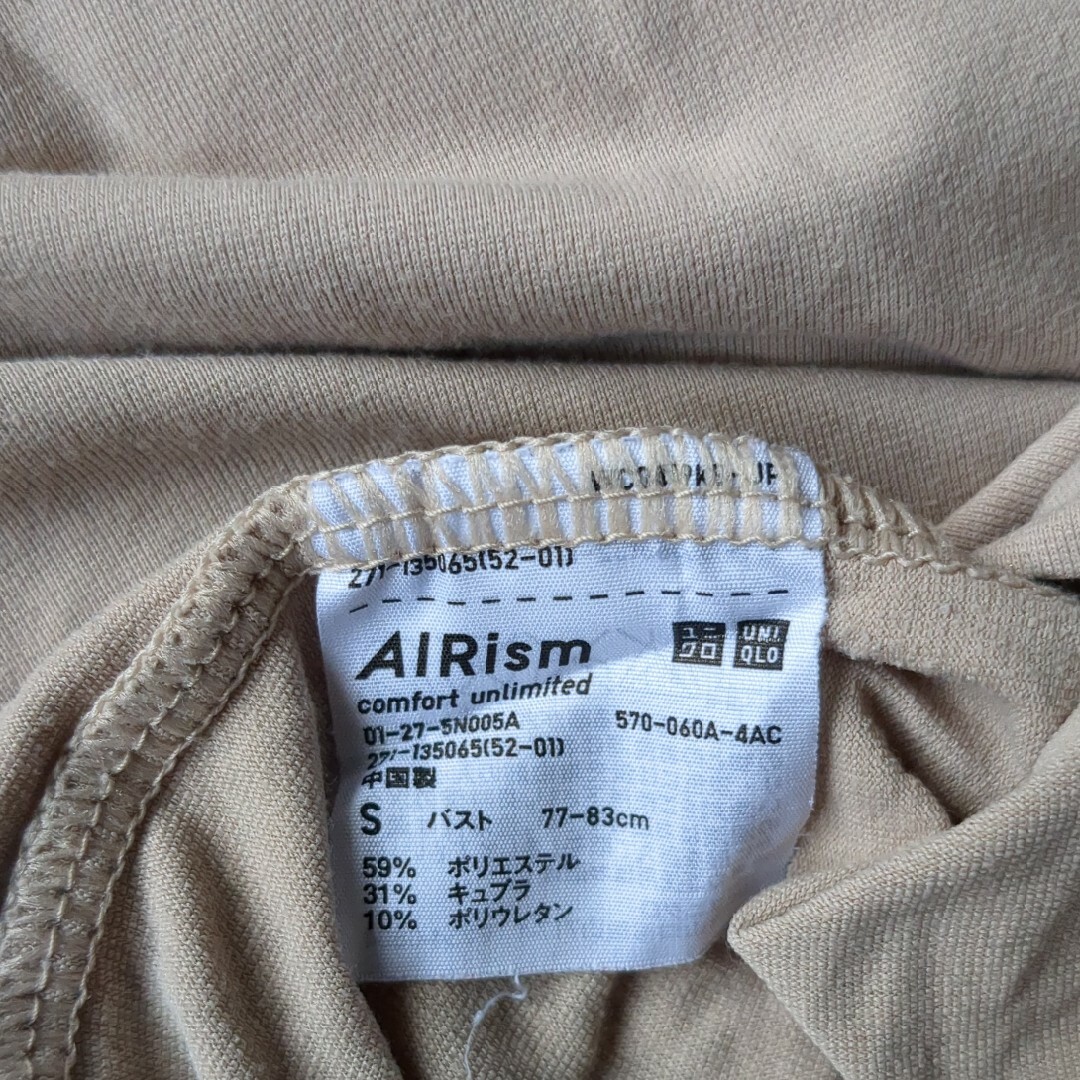 271-135065(52-01)
AIRism
ユニクロ UNIQLO
comfort unlimited
01-27-5N005A 570-060A-4AC
271-135065(52-01)
中国製
S バスト 77-83cm
59% ポリエステル
31% キュプラ
10% ポリウレタン